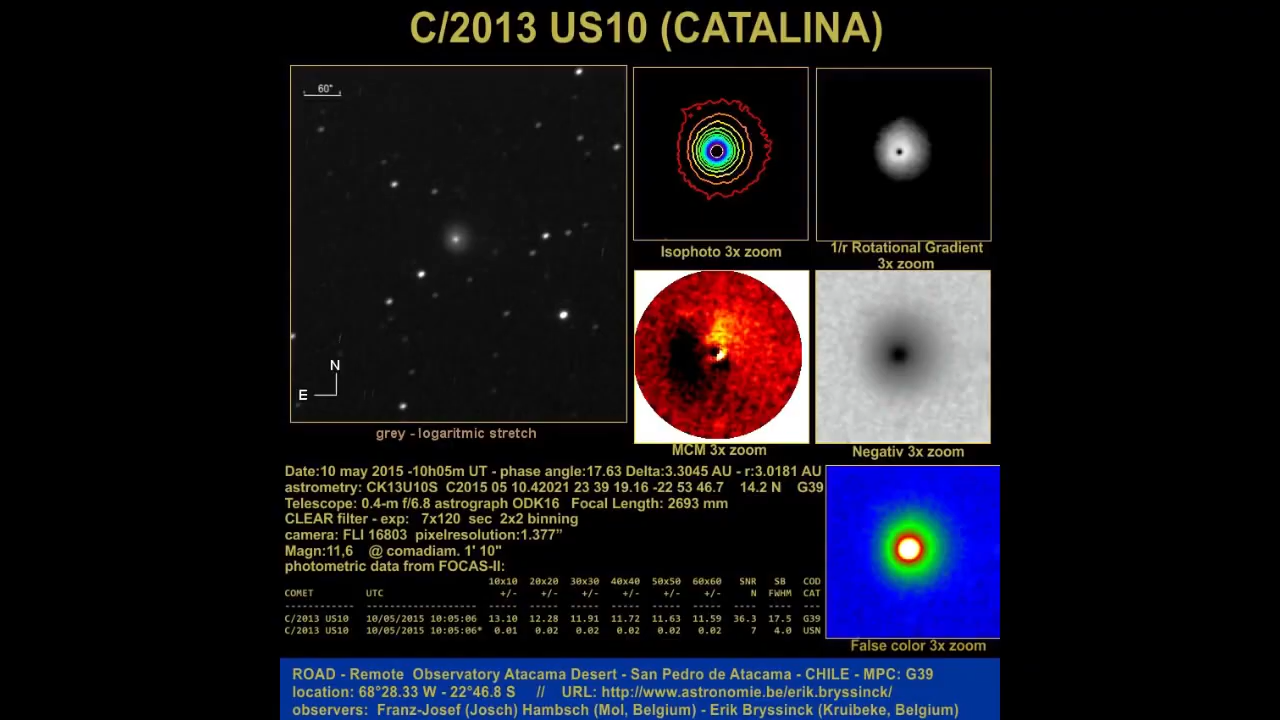 C/2013 US10 (CATALINA)
60"
N
E
grey - logaritmic stretch
Isophoto 3x zoom
1/r Rotational Gradient
3x zoom
MCM 3x zoom
Negativ 3x zoom
Date:10 may 2015 -10h05m UT - phase angle:17.63 Delta:3.3045 AU - r:3.0181 AU
astrometry: CK13U10S C2015 05 10.42021 23 39 19.16 -22 53 46.7 14.2 N G39
Telescope: 0.4-m f/6.8 astrograph ODK16 Focal Length: 2693 mm
CLEAR filter - exp: 7x120 sec 2x2 binning
camera: FLI 16803 pixelresolution:1.377”
Magn:11,6 @ comadiam. 1' 10"
photometric data from FOCAS-II:
10x10 20x20 30x30 40x40 50x50 60x60 SNR SB COD
COMET UTC +/- +/- +/- +/- +/- +/- N FWHM CAT
------------ -------------------- ----- ----- ----- ----- ----- ----- ---- ---- ---
C/2013 US10 10/05/2015 10:05:06 13.10 12.28 11.91 11.72 11.63 11.59 36.3 17.5 G39
C/2013 US10 10/05/2015 10:05:06* 0.01 0.02 0.02 0.02 0.02 0.02 7 4.0 USN
False color 3x zoom
ROAD - Remote Observatory Atacama Desert - San Pedro de Atacama - CHILE - MPC: G39
location: 68°28.33 W - 22°46.8 S // URL: http://www.astronomie.be/erik.bryssinck/
observers: Franz-Josef (Josch) Hambsch (Mol, Belgium) - Erik Bryssinck (Kruibeke, Belgium)